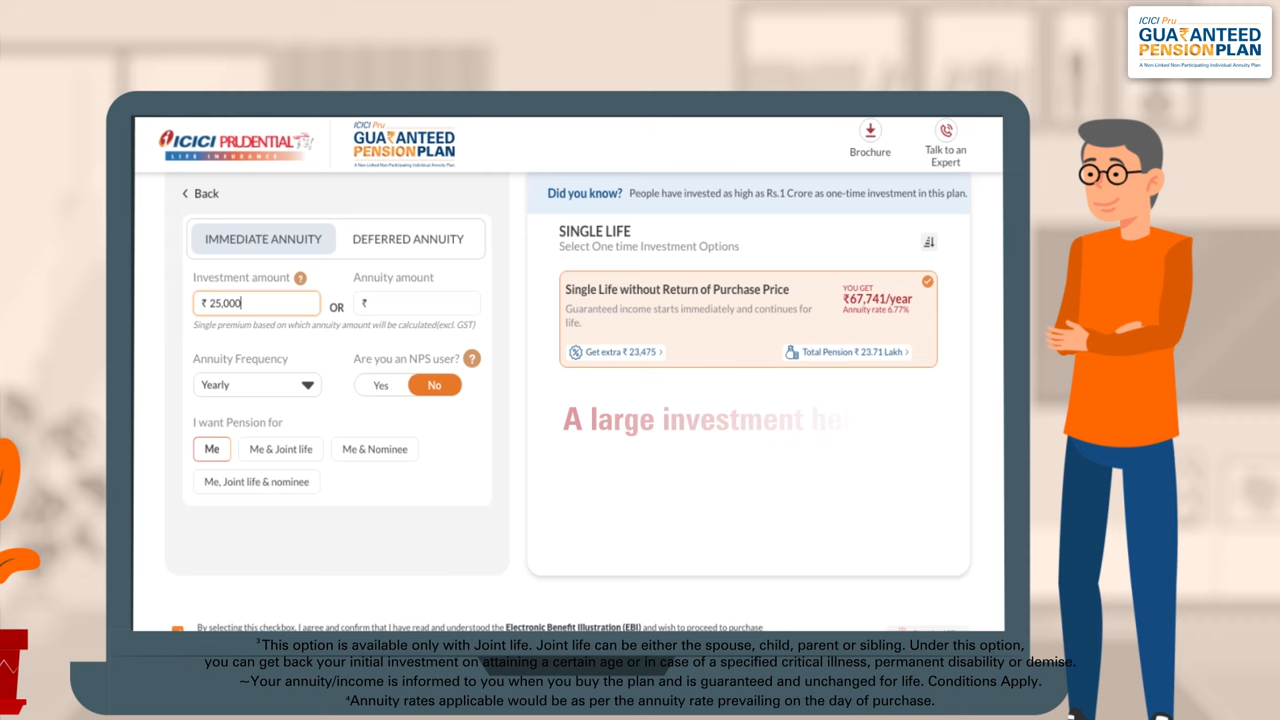 ICICI Pru
GUA₹ANTEED
PENSION PLAN
A Non-Linked Non-Participating Individual Annuity Plan
ICICI PRUDENTIAL
LIFE INSURANCE
ICICI Pru
GUA₹ANTEED
PENSION PLAN
A Non-Linked Non-Participating Individual Annuity Plan
Brochure
Talk to an
Expert
Back
IMMEDIATE ANNUITY
DEFERRED ANNUITY
Investment amount ?
Annuity amount
₹ 25,000
OR
₹
Single premium based on which annuity amount will be calculated(excl. GST)
Annuity Frequency
Are you an NPS user? ?
Yearly
Yes
No
I want Pension for
Me
Me & Joint life
Me & Nominee
Me, Joint life & nominee
Did you know? People have invested as high as Rs.1 Crore as one-time investment in this plan.
SINGLE LIFE
Select One time Investment Options
Single Life without Return of Purchase Price
Guaranteed income starts immediately and continues for
life.
YOU GET
₹67,741/year
Annuity rate 6.77%
Get extra ₹ 23,475 >
Total Pension ₹ 23.71 Lakh >
A large investment he
By selecting this checkbox, I agree and confirm that I have read and understood the Electronic Benefit Illustration (EBI) and wish to proceed to purchase
³This option is available only with Joint life. Joint life can be either the spouse, child, parent or sibling. Under this option,
you can get back your initial investment on attaining a certain age or in case of a specified critical illness, permanent disability or demise.
~Your annuity/income is informed to you when you buy the plan and is guaranteed and unchanged for life. Conditions Apply.
⁴Annuity rates applicable would be as per the annuity rate prevailing on the day of purchase.